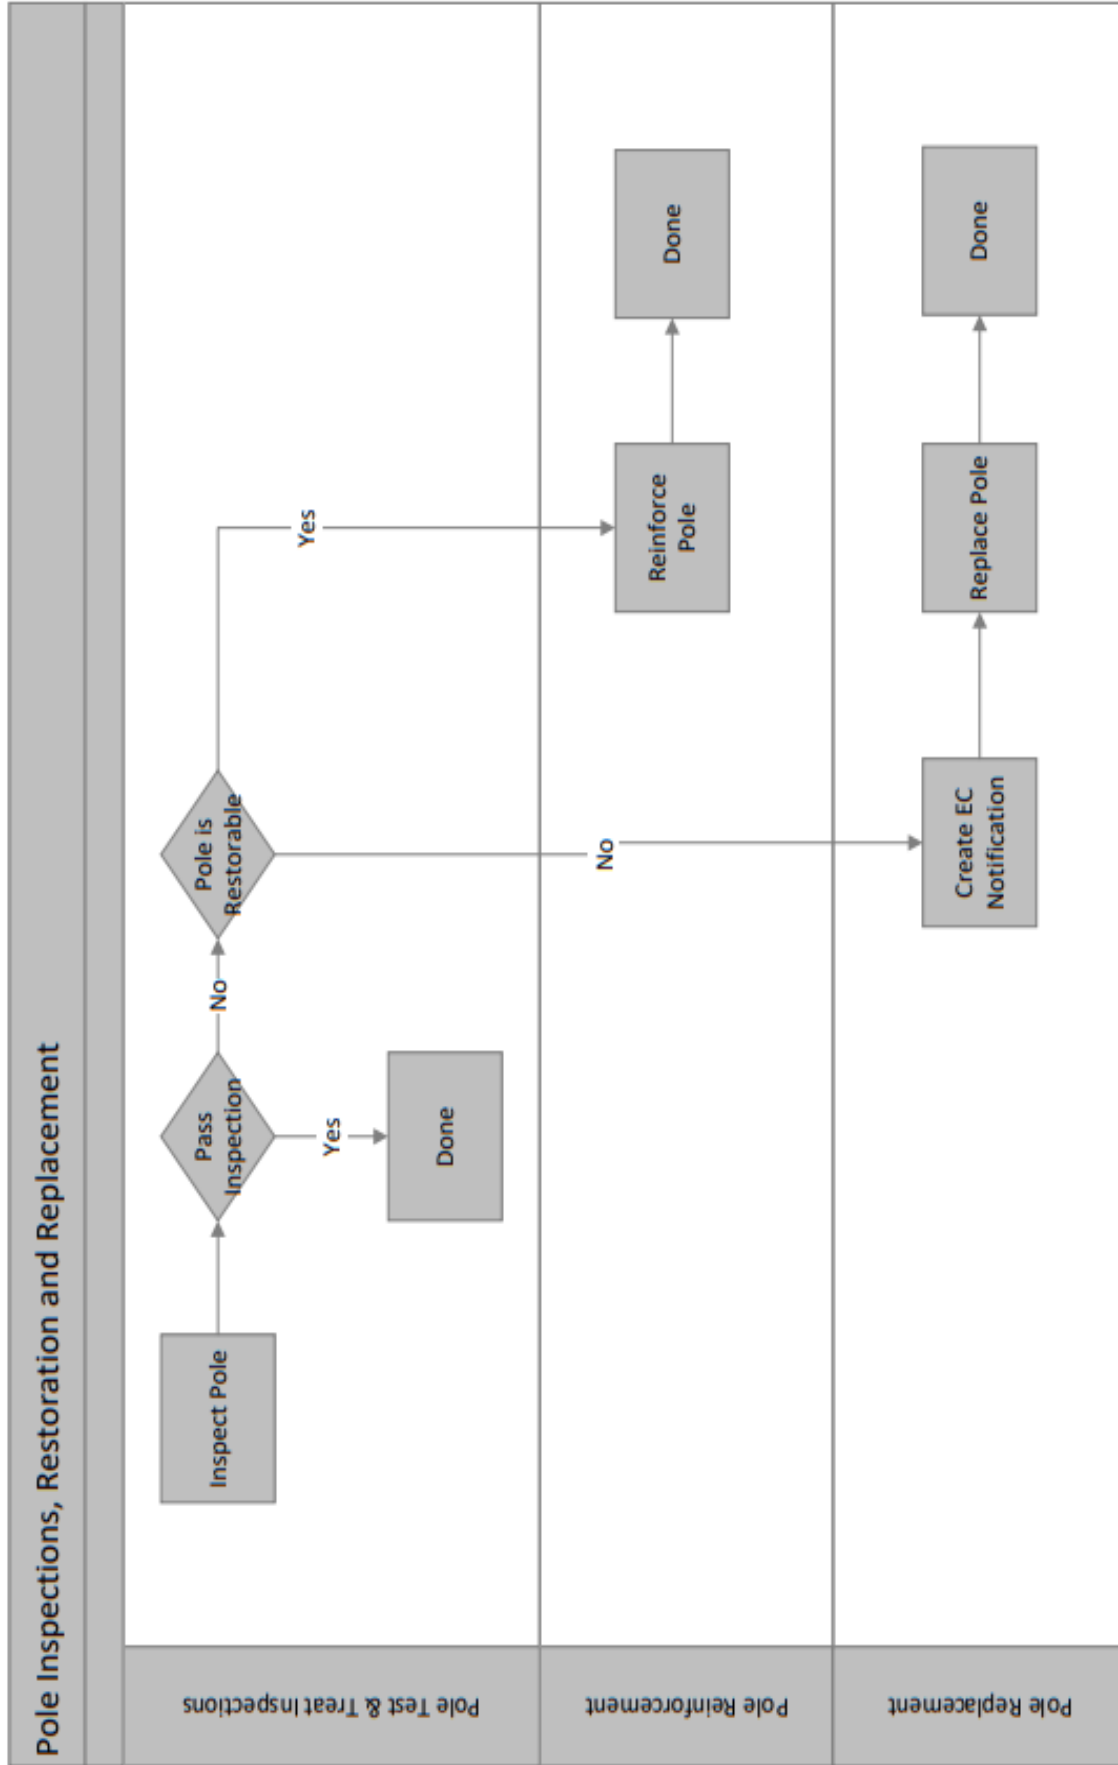 Pole Inspections, Restoration and Replacement
Pole Test & Treat Inspections
Inspect Pole
Pass
Inspection
No
Pole is
Restorable
Yes
Done
Yes
No
Pole Reinforcement
Reinforce
Pole
Done
Pole Replacement
Create EC
Notification
Replace Pole
Done